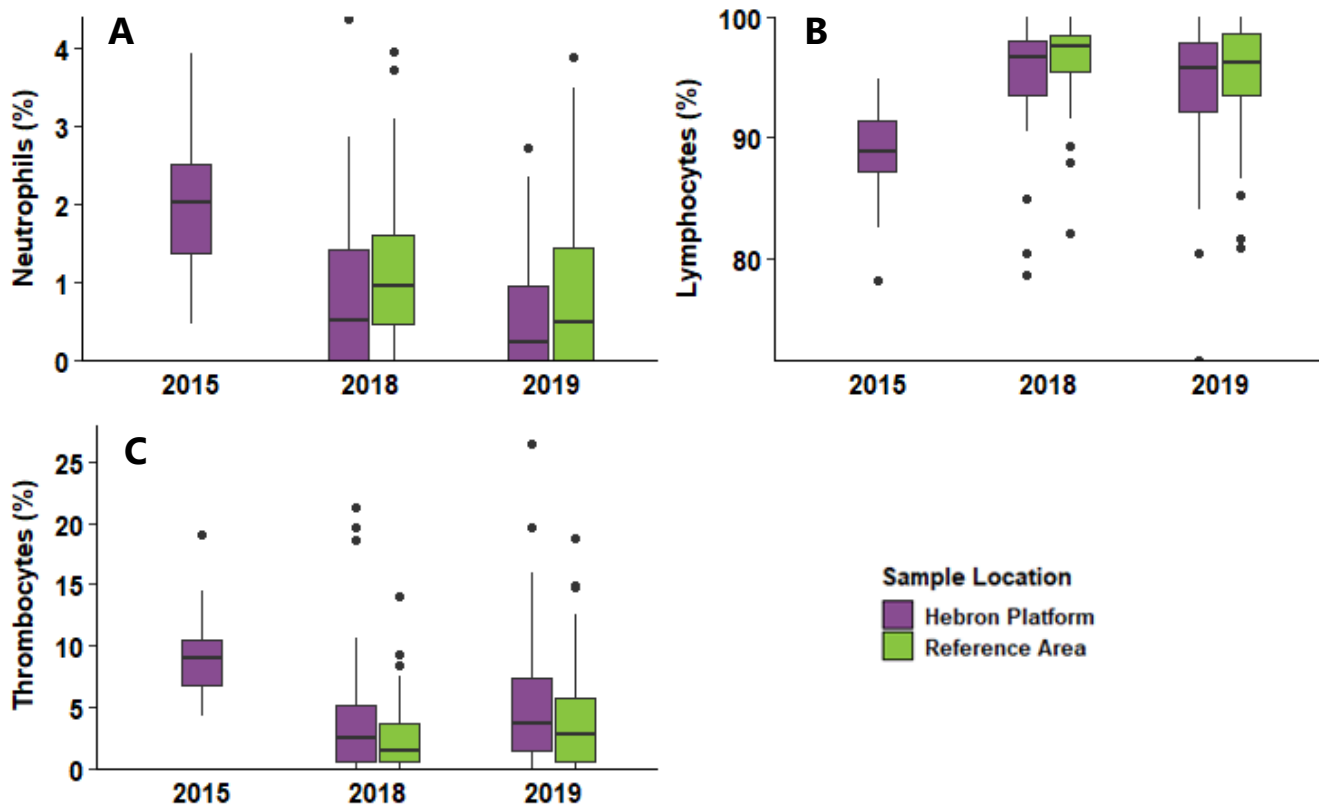 A
Neutrophils (%)
4
3
2
1
0
2015 2018 2019
B
Lymphocytes (%)
100
90
80
2015 2018 2019
C
Thrombocytes (%)
25
20
15
10
5
0
2015 2018 2019
Sample Location
Hebron Platform
Reference Area